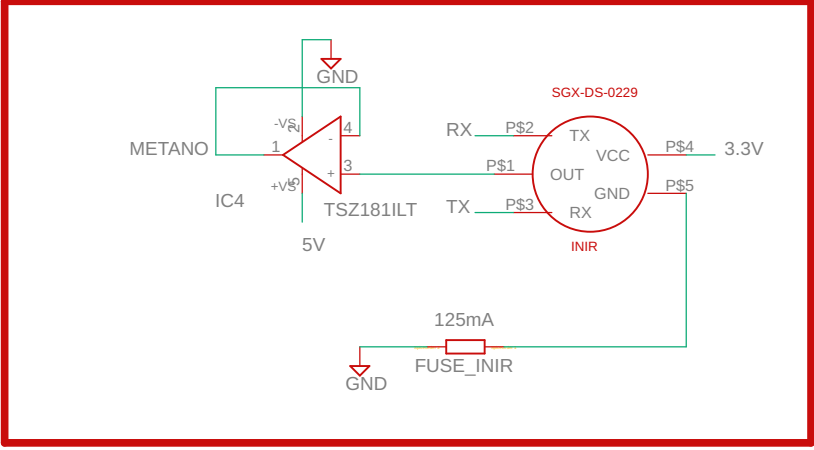 GND
SGX-DS-0229
-VS
2
4
-
RX
P$2
TX
METANO
1
VCC
P$4
3.3V
3
+
P$1
OUT
+VS
5
GND
P$5
IC4
TSZ181ILT
TX
P$3
RX
5V
INIR
125mA
FUSE_INIR
GND